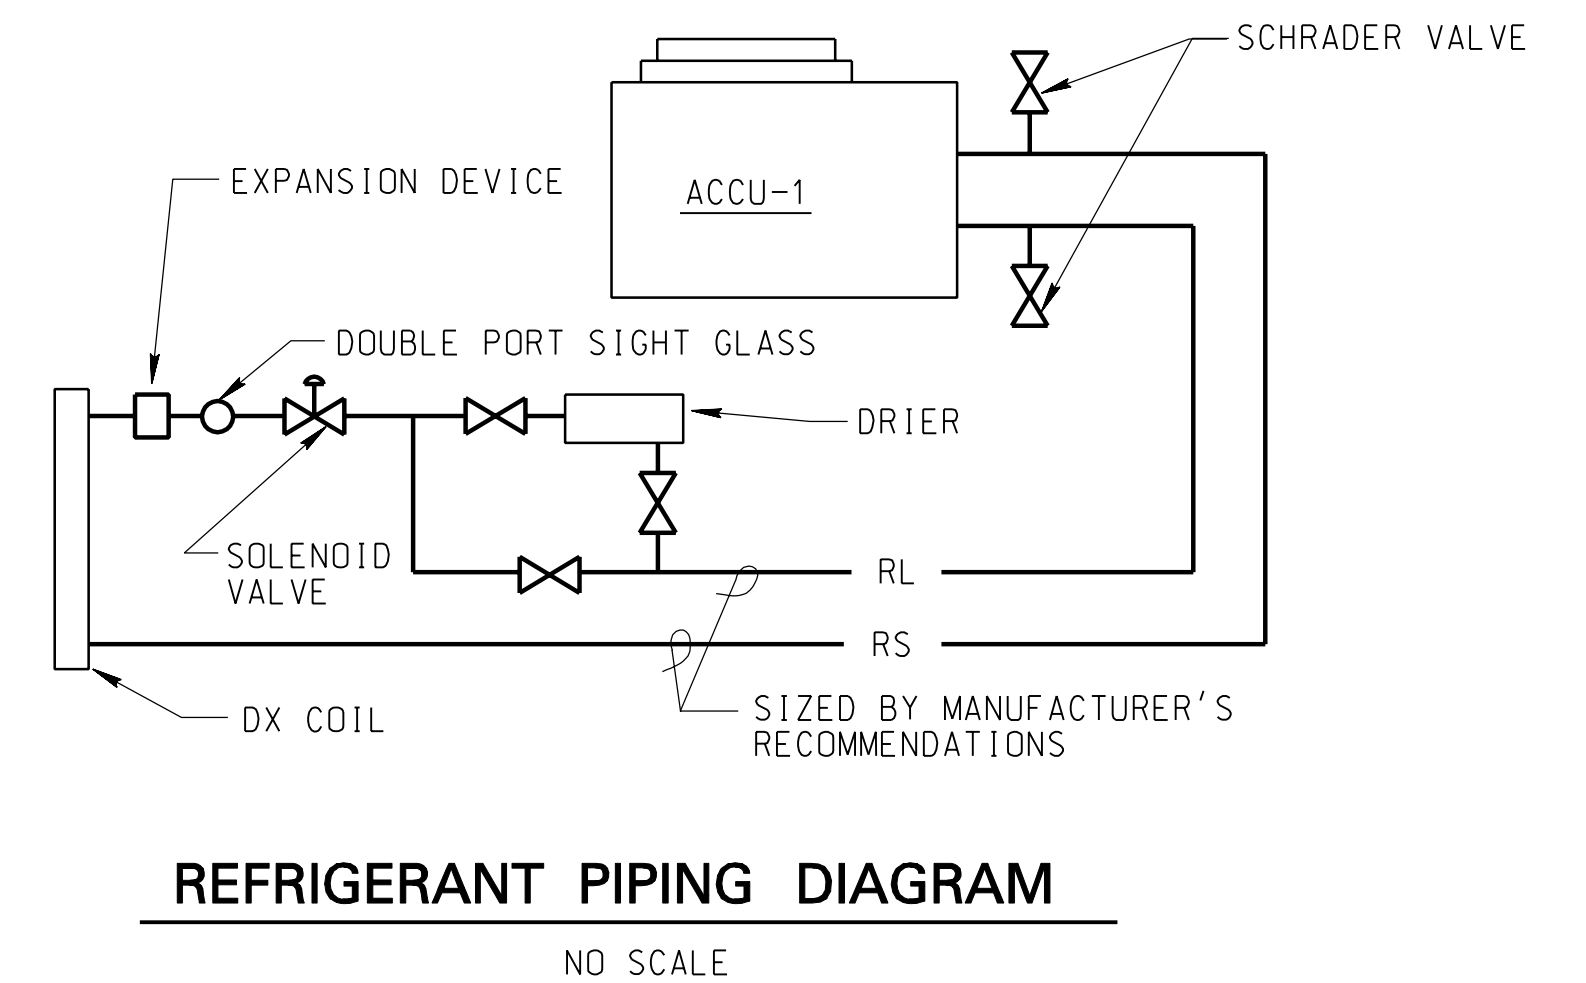 SCHRADER VALVE
EXPANSION DEVICE
ACCU-1
DOUBLE PORT SIGHT GLASS
DRIER
SOLENOID
VALVE
RL
RS
DX COIL
SIZED BY MANUFACTURER'S
RECOMMENDATIONS
REFRIGERANT PIPING DIAGRAM
NO SCALE